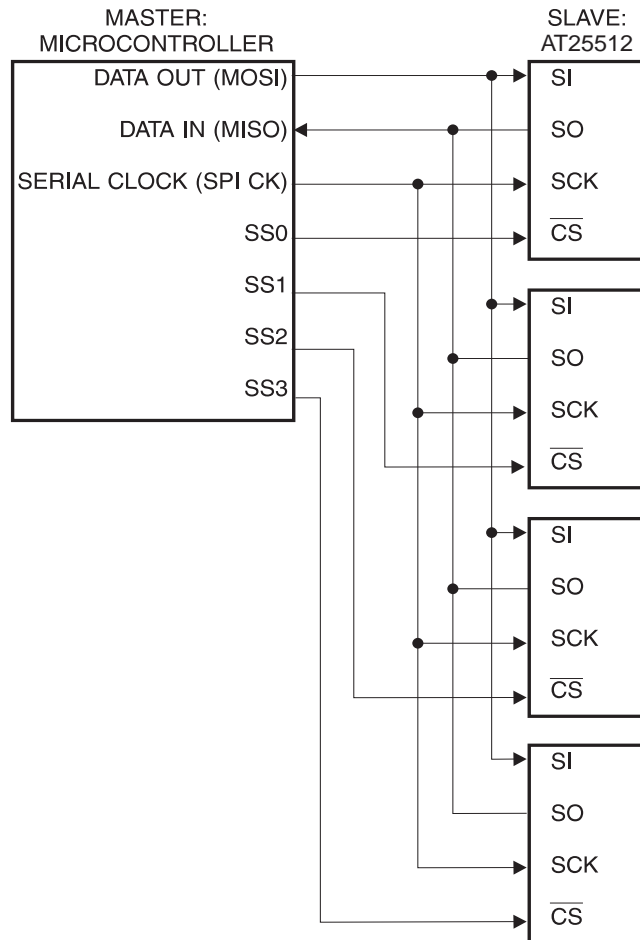 MASTER:
MICROCONTROLLER
DATA OUT (MOSI)
DATA IN (MISO)
SERIAL CLOCK (SPI CK)
SS0
SS1
SS2
SS3
SLAVE:
AT25512
SI
SO
SCK
CS
SI
SO
SCK
CS
SI
SO
SCK
CS
SI
SO
SCK
CS